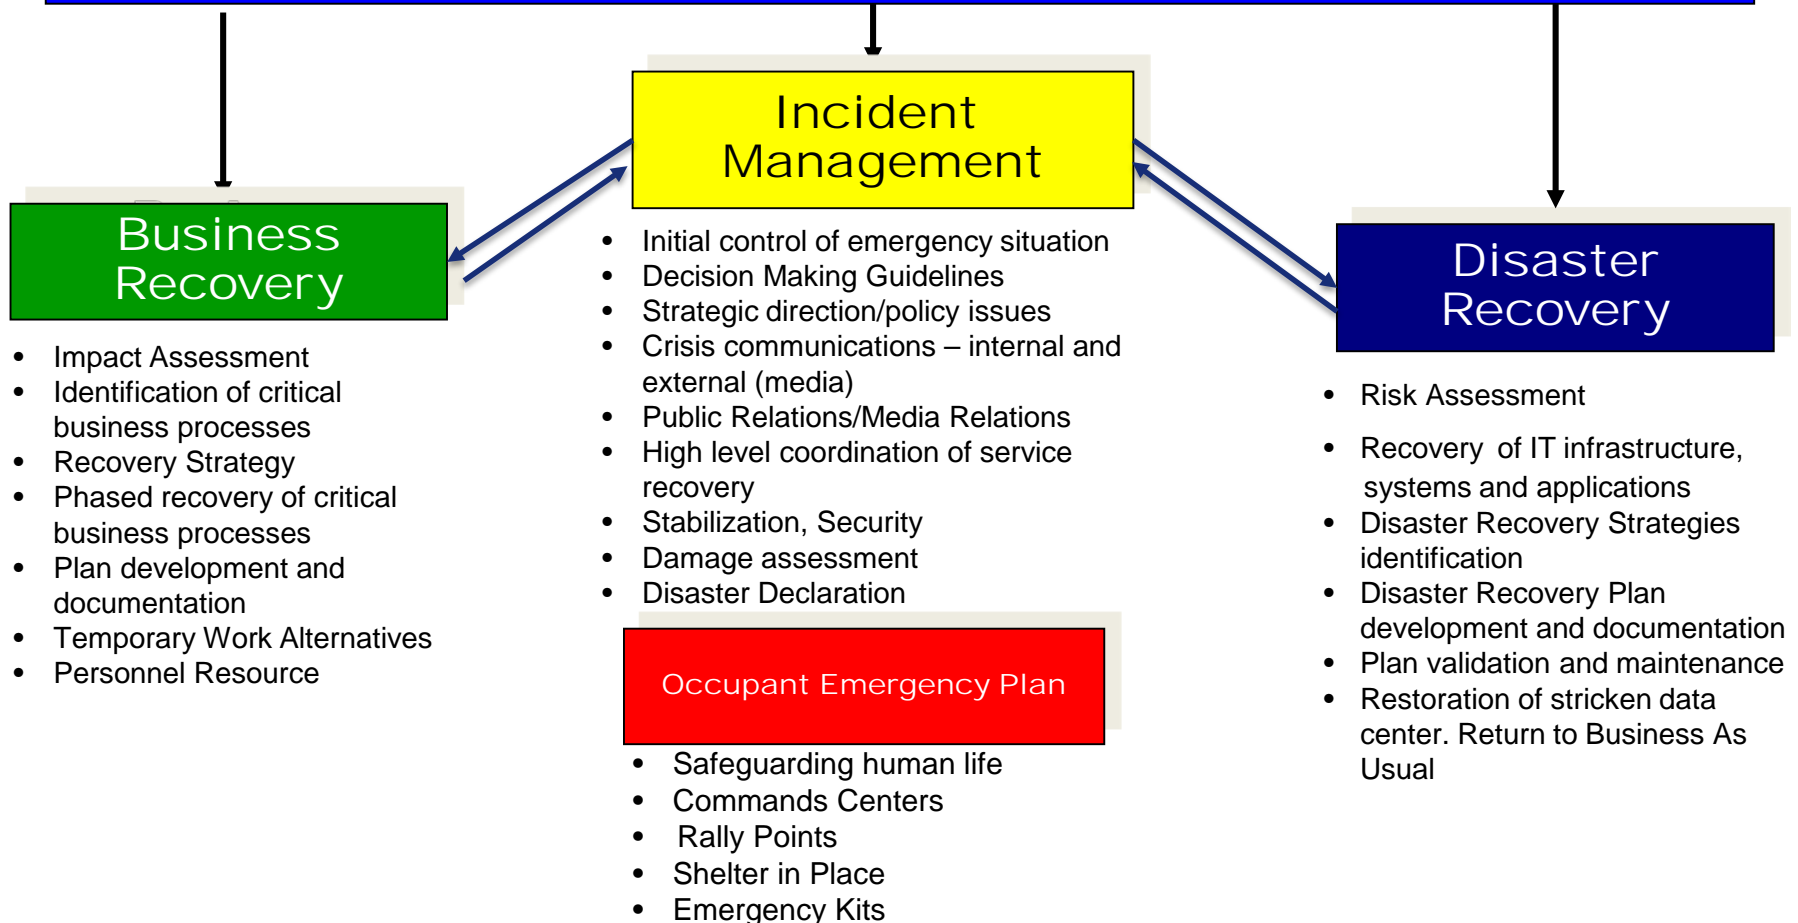 Incident
Management
Business
Recovery
Disaster
Recovery
• Initial control of emergency situation
• Decision Making Guidelines
• Strategic direction/policy issues
• Crisis communications – internal and
external (media)
• Public Relations/Media Relations
• High level coordination of service
recovery
• Stabilization, Security
• Damage assessment
• Disaster Declaration
• Impact Assessment
• Identification of critical
business processes
• Recovery Strategy
• Phased recovery of critical
business processes
• Plan development and
documentation
• Temporary Work Alternatives
• Personnel Resource
• Risk Assessment
• Recovery of IT infrastructure,
systems and applications
• Disaster Recovery Strategies
identification
• Disaster Recovery Plan
development and documentation
• Plan validation and maintenance
• Restoration of stricken data
center. Return to Business As
Usual
Occupant Emergency Plan
• Safeguarding human life
• Commands Centers
• Rally Points
• Shelter in Place
• Emergency Kits